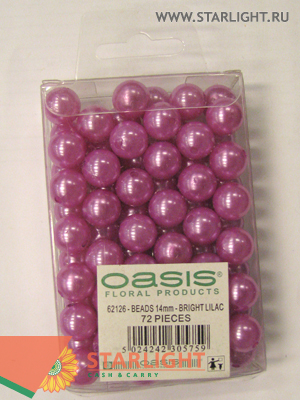 WWW.STARLIGHT.RU
OASIS®
FLORAL PRODUCTS
62126 - BEADS 14mm - BRIGHT LILAC
72 PIECES
5 024242 305759
STARLIGHT
SH & CARRY